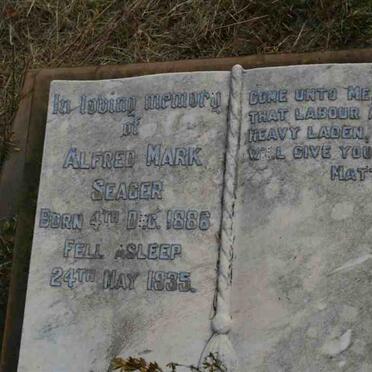 In loving memory
of
ALFRED MARK
SEAGER
BORN 4TH DEC. 1886
FELL ASLEEP
24TH MAY 1935.
COME UNTO ME
THAT LABOUR
HEAVY LADEN,
WILL GIVE YOU
MATT